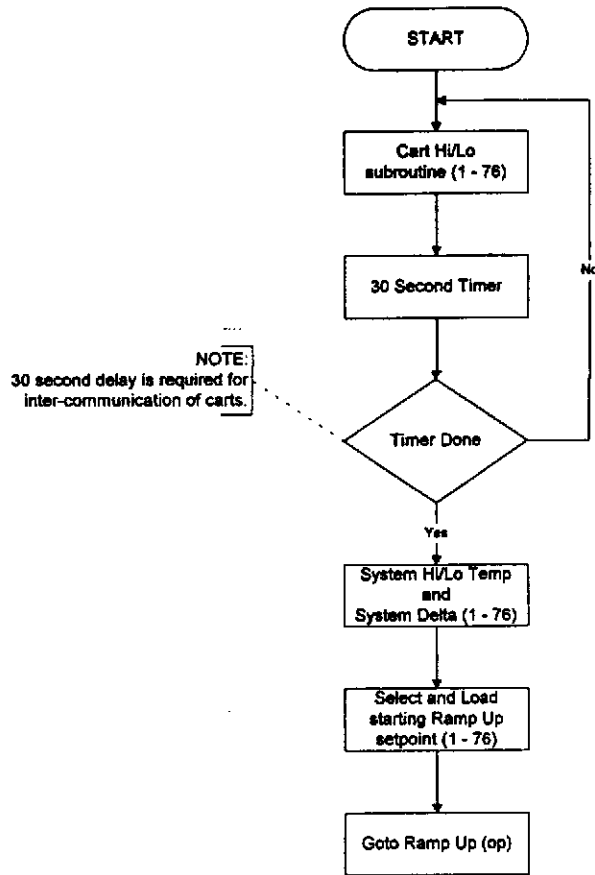 START
Cart Hi/Lo
subroutine (1 - 76)
30 Second Timer
No
NOTE:
30 second delay is required for
inter-communication of carts.
Timer Done
Yes
System Hi/Lo Temp
and
System Delta (1 - 76)
Select and Load
starting Ramp Up
setpoint (1 - 76)
Goto Ramp Up (op)